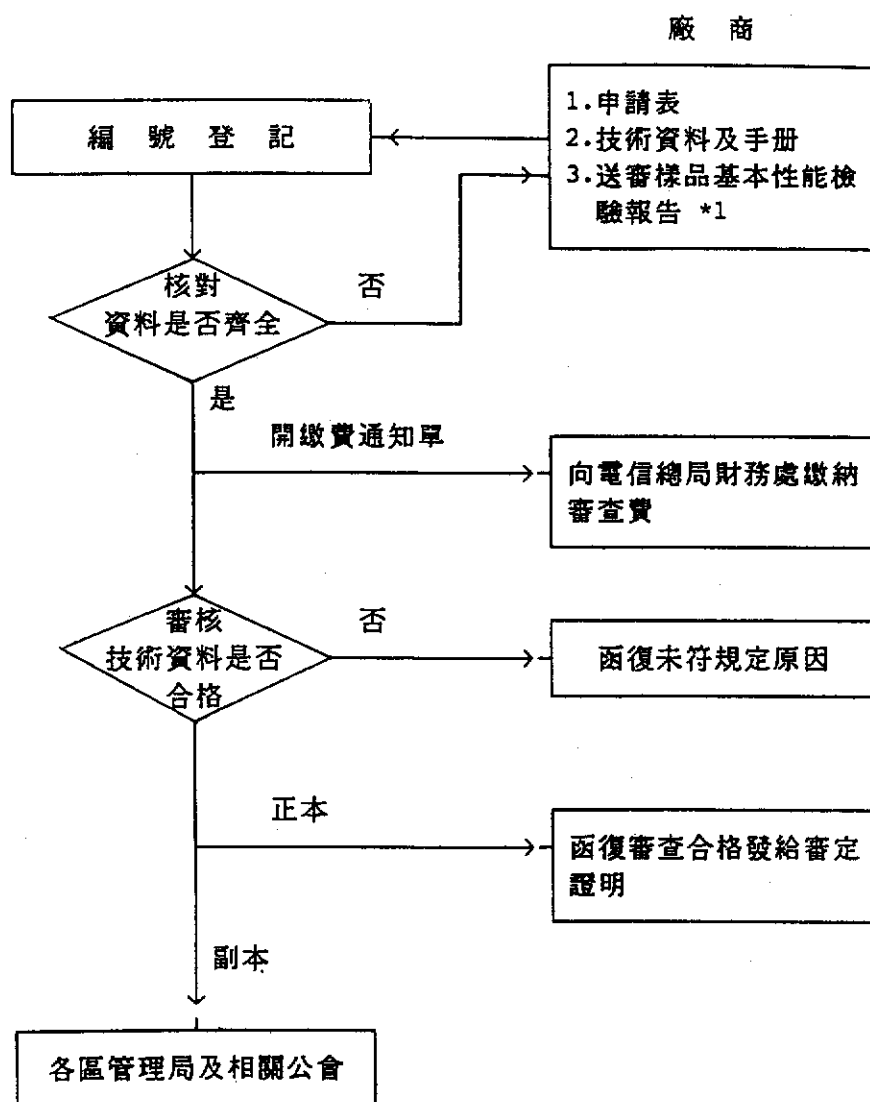 廠 商
1.申請表
2.技術資料及手册
3.送審樣品基本性能檢
驗報告 *1
編 號 登 記
核對
資料是否齊全
否
是
開繳費通知單
向電信總局財務處繳納
審查費
審核
技術資料是否
合格
否
函復未符規定原因
正本
函復審查合格發給審定
證明
副本
各區管理局及相關公會